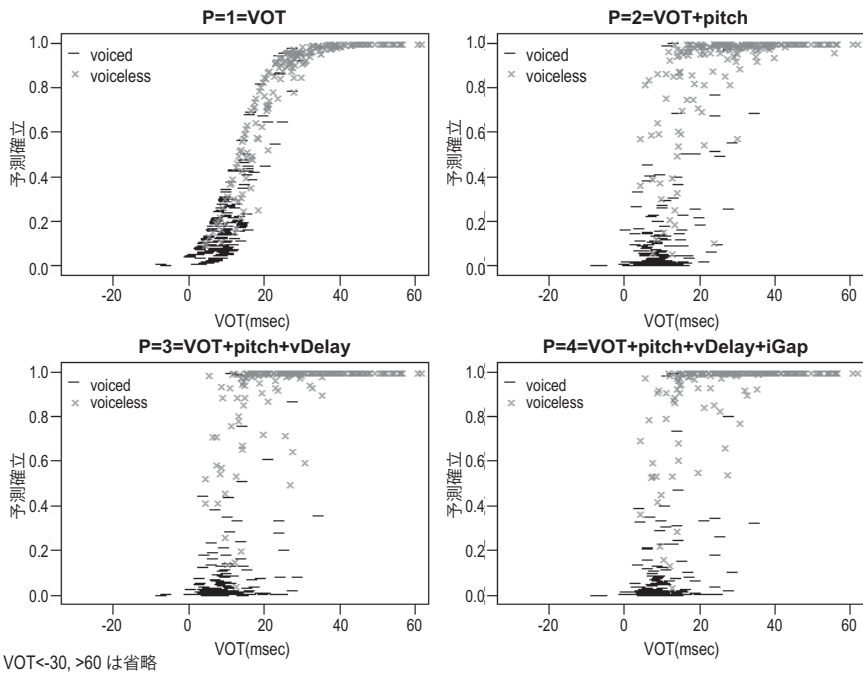 P=1=VOT
voiced
voiceless
予測確立
1.0
0.8
0.6
0.4
0.2
0.0
-20 0 20 40 60
VOT(msec)
P=2=VOT+pitch
voiced
voiceless
予測確立
1.0
0.8
0.6
0.4
0.2
0.0
-20 0 20 40 60
VOT(msec)
P=3=VOT+pitch+vDelay
voiced
voiceless
予測確立
1.0
0.8
0.6
0.4
0.2
0.0
-20 0 20 40 60
VOT(msec)
P=4=VOT+pitch+vDelay+iGap
voiced
voiceless
予測確立
1.0
0.8
0.6
0.4
0.2
0.0
-20 0 20 40 60
VOT(msec)
VOT<-30, >60 は省略